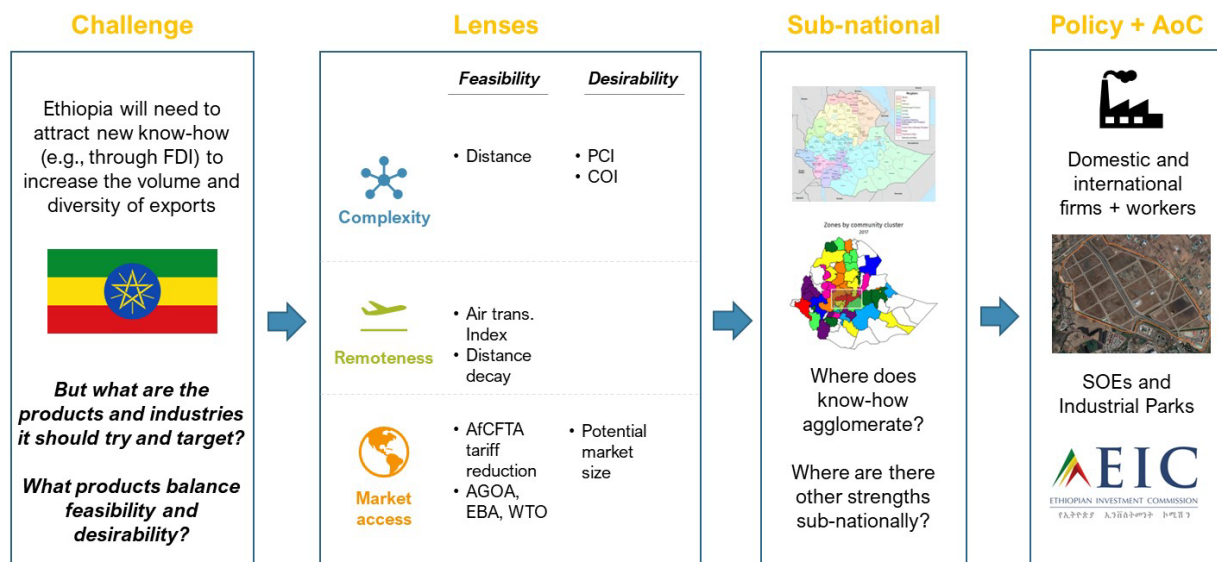 Challenge
Ethiopia will need to
attract new know-how
(e.g., through FDI) to
increase the volume and
diversity of exports
But what are the
products and industries
it should try and target?
What products balance
feasibility and
desirability?
Lenses
Feasibility
Desirability
Complexity
• Distance
• PCI
• COI
Remoteness
• Air trans.
Index
• Distance
decay
Market
access
• AfCFTA
tariff
reduction
• AGOA,
EBA, WTO
• Potential
market
size
Sub-national
Zones by community cluster
2017
Where does
know-how
agglomerate?
Where are there
other strengths
sub-nationally?
Policy + AoC
Domestic and
international
firms + workers
SOEs and
Industrial Parks
EIC
ETHIOPIAN INVESTMENT COMMISSION
የኢትዮጵያ ኢንቨስትመንት ኮሚሽን